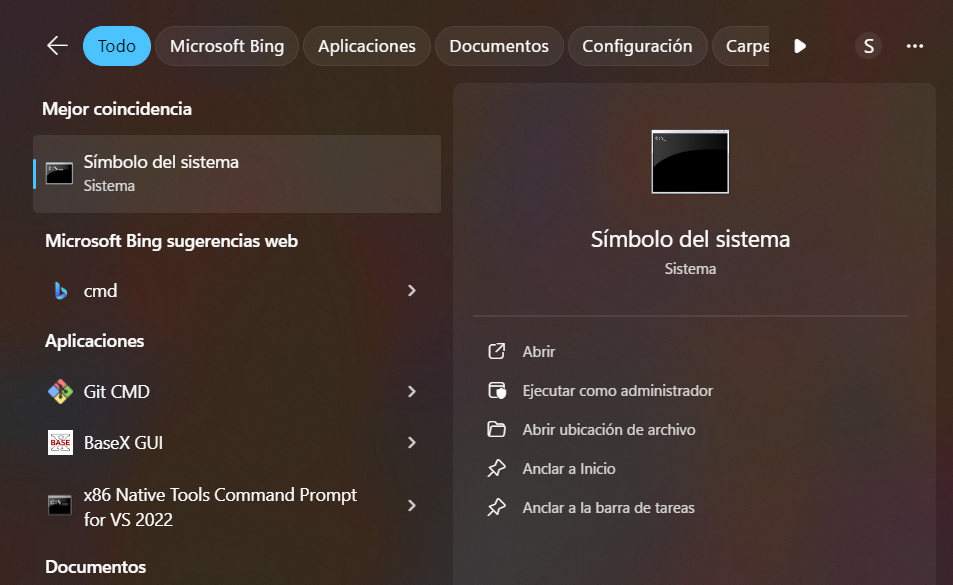 Todo
Microsoft Bing
Aplicaciones
Documentos
Configuración
Carpe
S
Mejor coincidencia
Símbolo del sistema
Sistema
Microsoft Bing sugerencias web
cmd
Aplicaciones
Git CMD
BASE
BaseX GUI
x86 Native Tools Command Prompt
for VS 2022
Documentos
Símbolo del sistema
Sistema
Abrir
Ejecutar como administrador
Abrir ubicación de archivo
Anclar a Inicio
Anclar a la barra de tareas